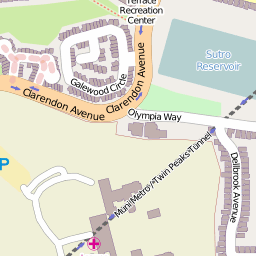 Terrace
Recreation
Center
Sutro
Reservoir
Galewood Circle
Clarendon Avenue
Clarendon Avenue
Olympia Way
Muni Metro / Twin Peaks Tunnel
Dellbrook Avenue
P